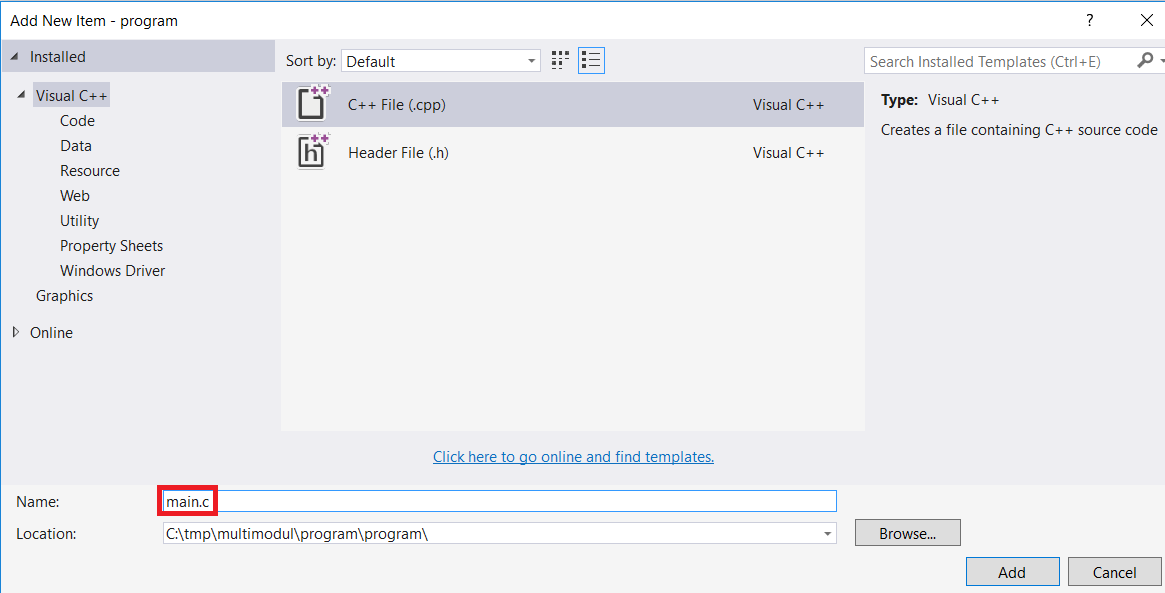 Add New Item - program ?
Installed
Visual C++
Code
Data
Resource
Web
Utility
Property Sheets
Windows Driver
Graphics
Online
Sort by: Default
C++ File (.cpp) Visual C++
Header File (.h) Visual C++
Search Installed Templates (Ctrl+E)
Type: Visual C++
Creates a file containing C++ source code
Click here to go online and find templates.
Name: main.c
Location: C:\tmp\multimodul\program\program\
Browse...
Add Cancel